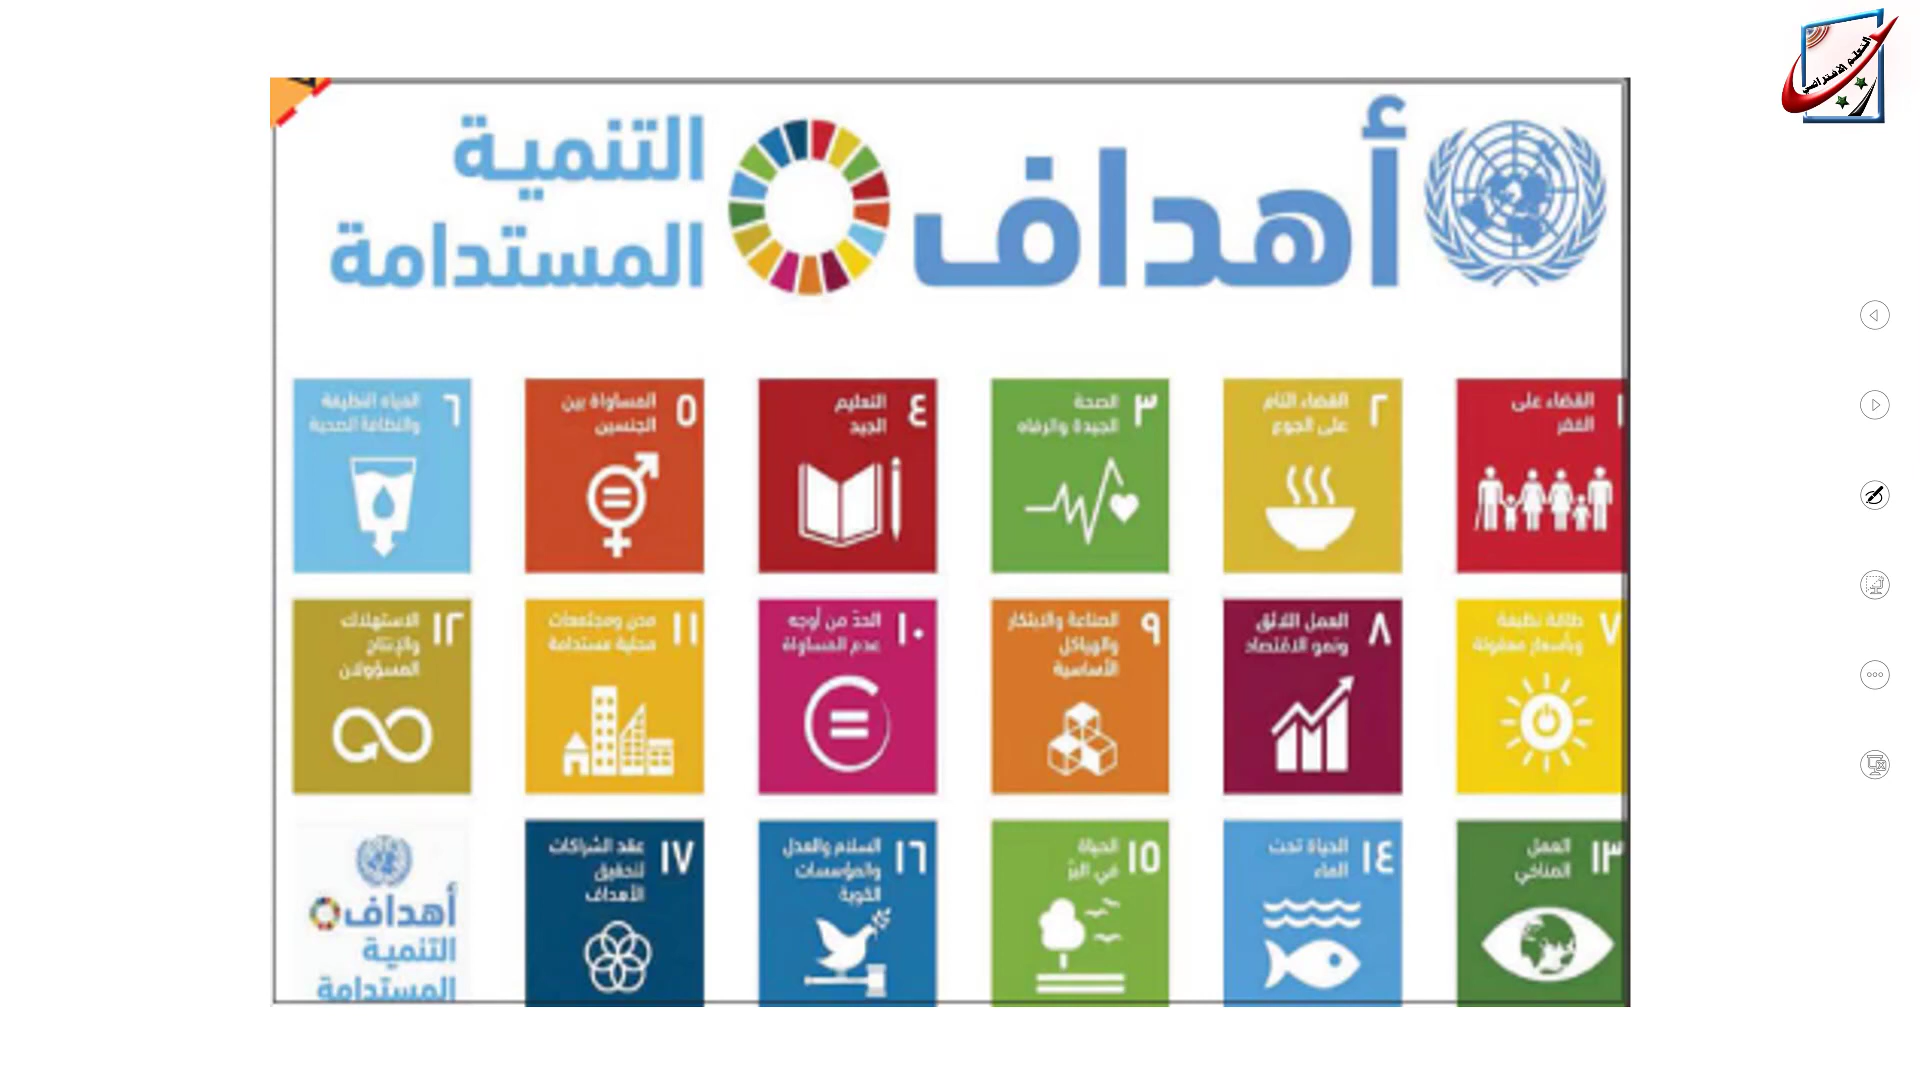 التعلم الافتراضي
أهداف
التنمية
المستدامة
١
القضاء على
الفقر
٢
القضاء التام
على الجوع
٣
الصحة
الجيدة والرفاه
٤
التعليم
الجيد
٥
المساواة بين
الجنسين
٦
المياه النظيفة
والنظافة الصحية
٧
طاقة نظيفة
وبأسعار معقولة
٨
العمل اللائق
ونمو الاقتصاد
٩
الصناعة والابتكار
والهياكل
الأساسية
١٠
الحدّ من أوجه
عدم المساواة
١١
مدن ومجتمعات
محلية مستدامة
١٢
الاستهلاك
والإنتاج
المسؤولان
١٣
العمل
المناخي
١٤
الحياة تحت
الماء
١٥
الحياة
في البرّ
١٦
السلام والعدل
والمؤسسات
القوية
١٧
عقد الشراكات
لتحقيق
الأهداف
أهداف
التنمية
المستدامة